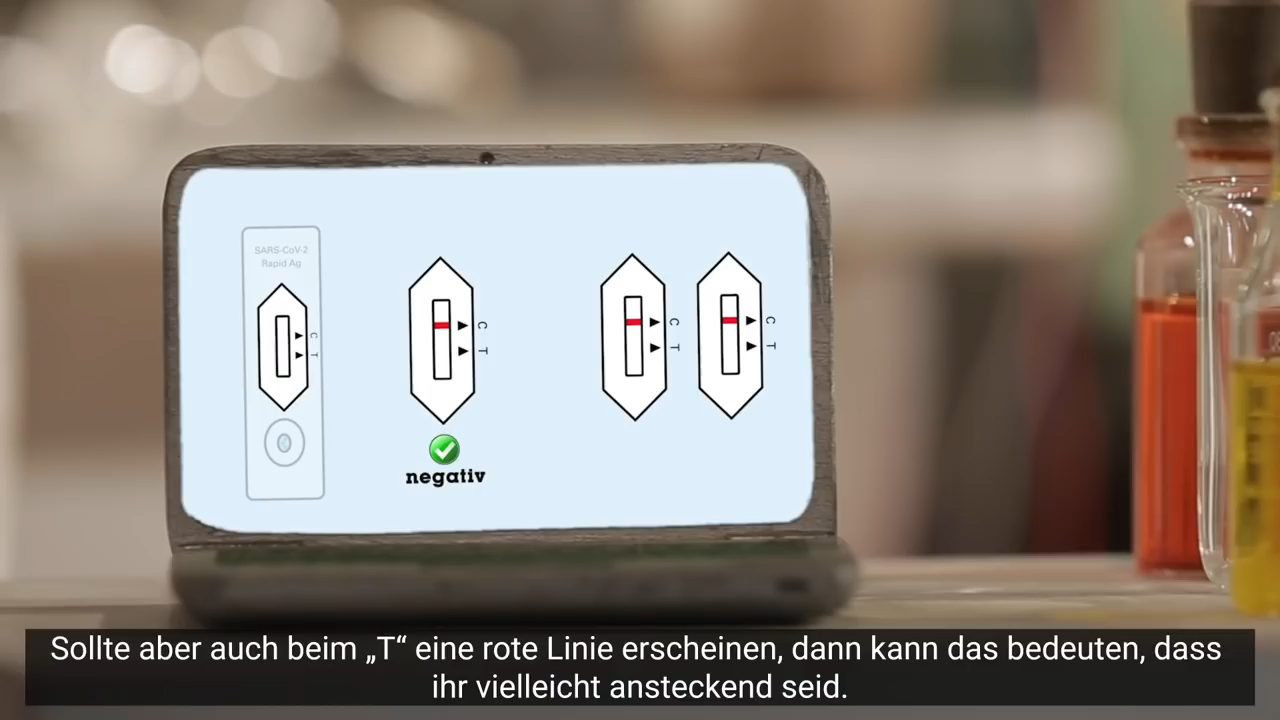 SARS-CoV-2
Rapid Ag
C
T
C
T
negativ
C
T
C
T
Sollte aber auch beim „T“ eine rote Linie erscheinen, dann kann das bedeuten, dass
ihr vielleicht ansteckend seid.